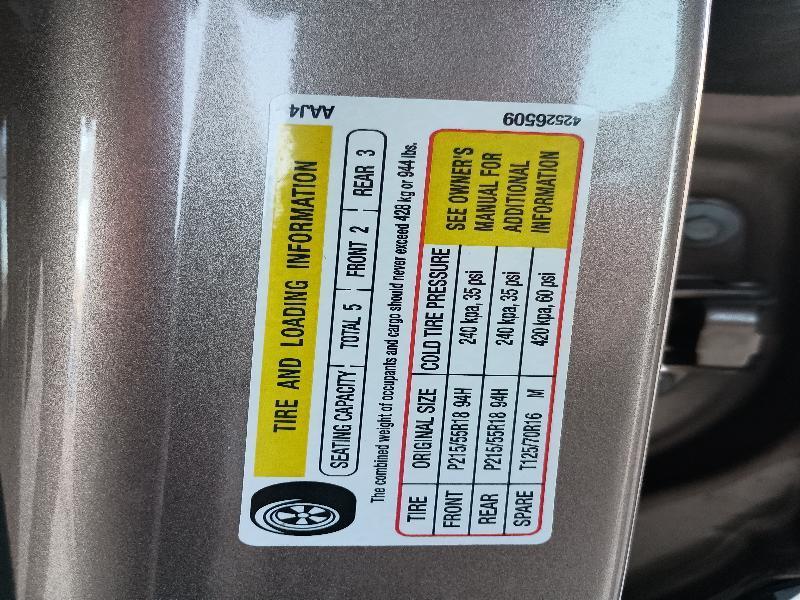 AAJ4
42526509
TIRE AND LOADING INFORMATION
SEATING CAPACITY TOTAL 5 FRONT 2 REAR 3
The combined weight of occupants and cargo should never exceed 428 kg or 944 lbs.
TIRE ORIGINAL SIZE COLD TIRE PRESSURE SEE OWNER'S
FRONT P215/55R18 94H 240 kpa, 35 psi MANUAL FOR
REAR P215/55R18 94H 240 kpa, 35 psi ADDITIONAL
SPARE T125/70R16 M 420 kpa, 60 psi INFORMATION